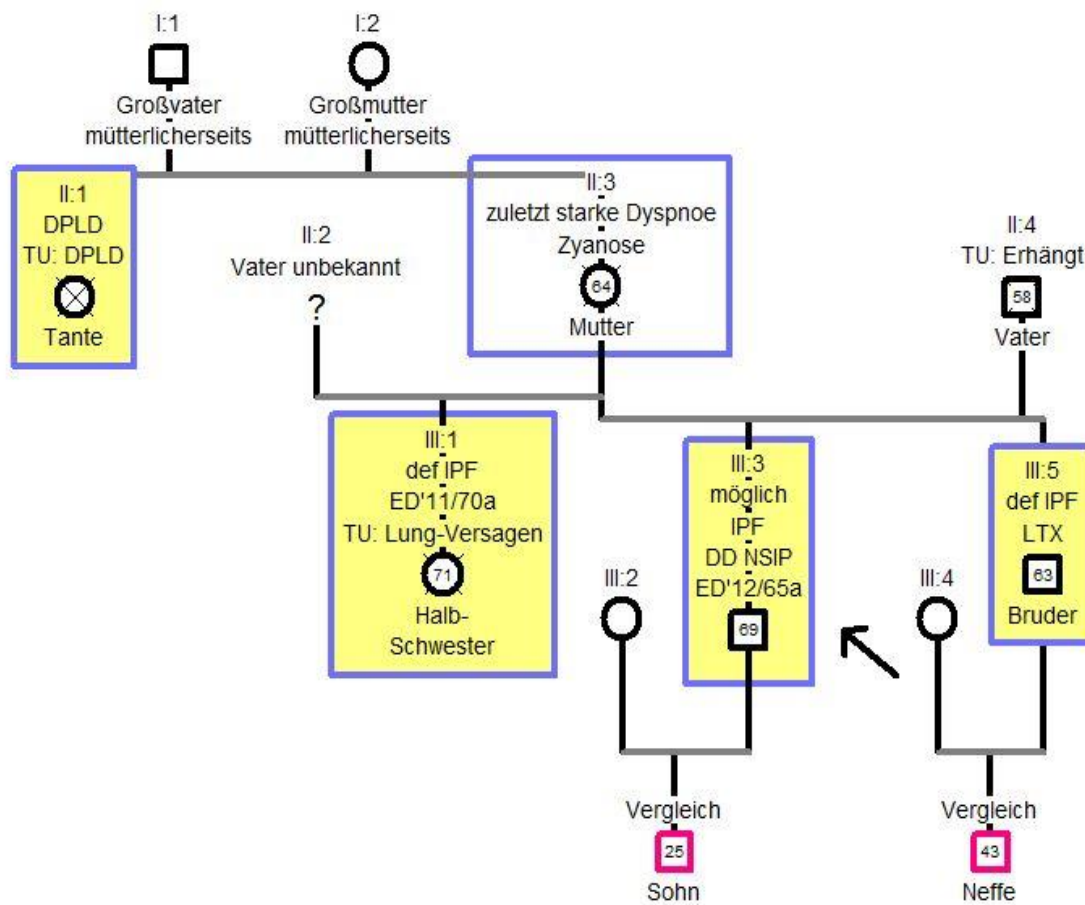 I:1
Großvater
mütterlicherseits
I:2
Großmutter
mütterlicherseits
II:1
DPLD
TU: DPLD
Tante
II:2
Vater unbekannt
?
II:3
zuletzt starke Dyspnoe
Zyanose
64
Mutter
II:4
TU: Erhängt
58
Vater
III:1
def IPF
ED'11/70a
TU: Lung-Versagen
71
Halb-
Schwester
III:2
III:3
möglich
IPF
DD NSIP
ED'12/65a
69
III:4
III:5
def IPF
LTX
63
Bruder
Vergleich
25
Sohn
Vergleich
43
Neffe